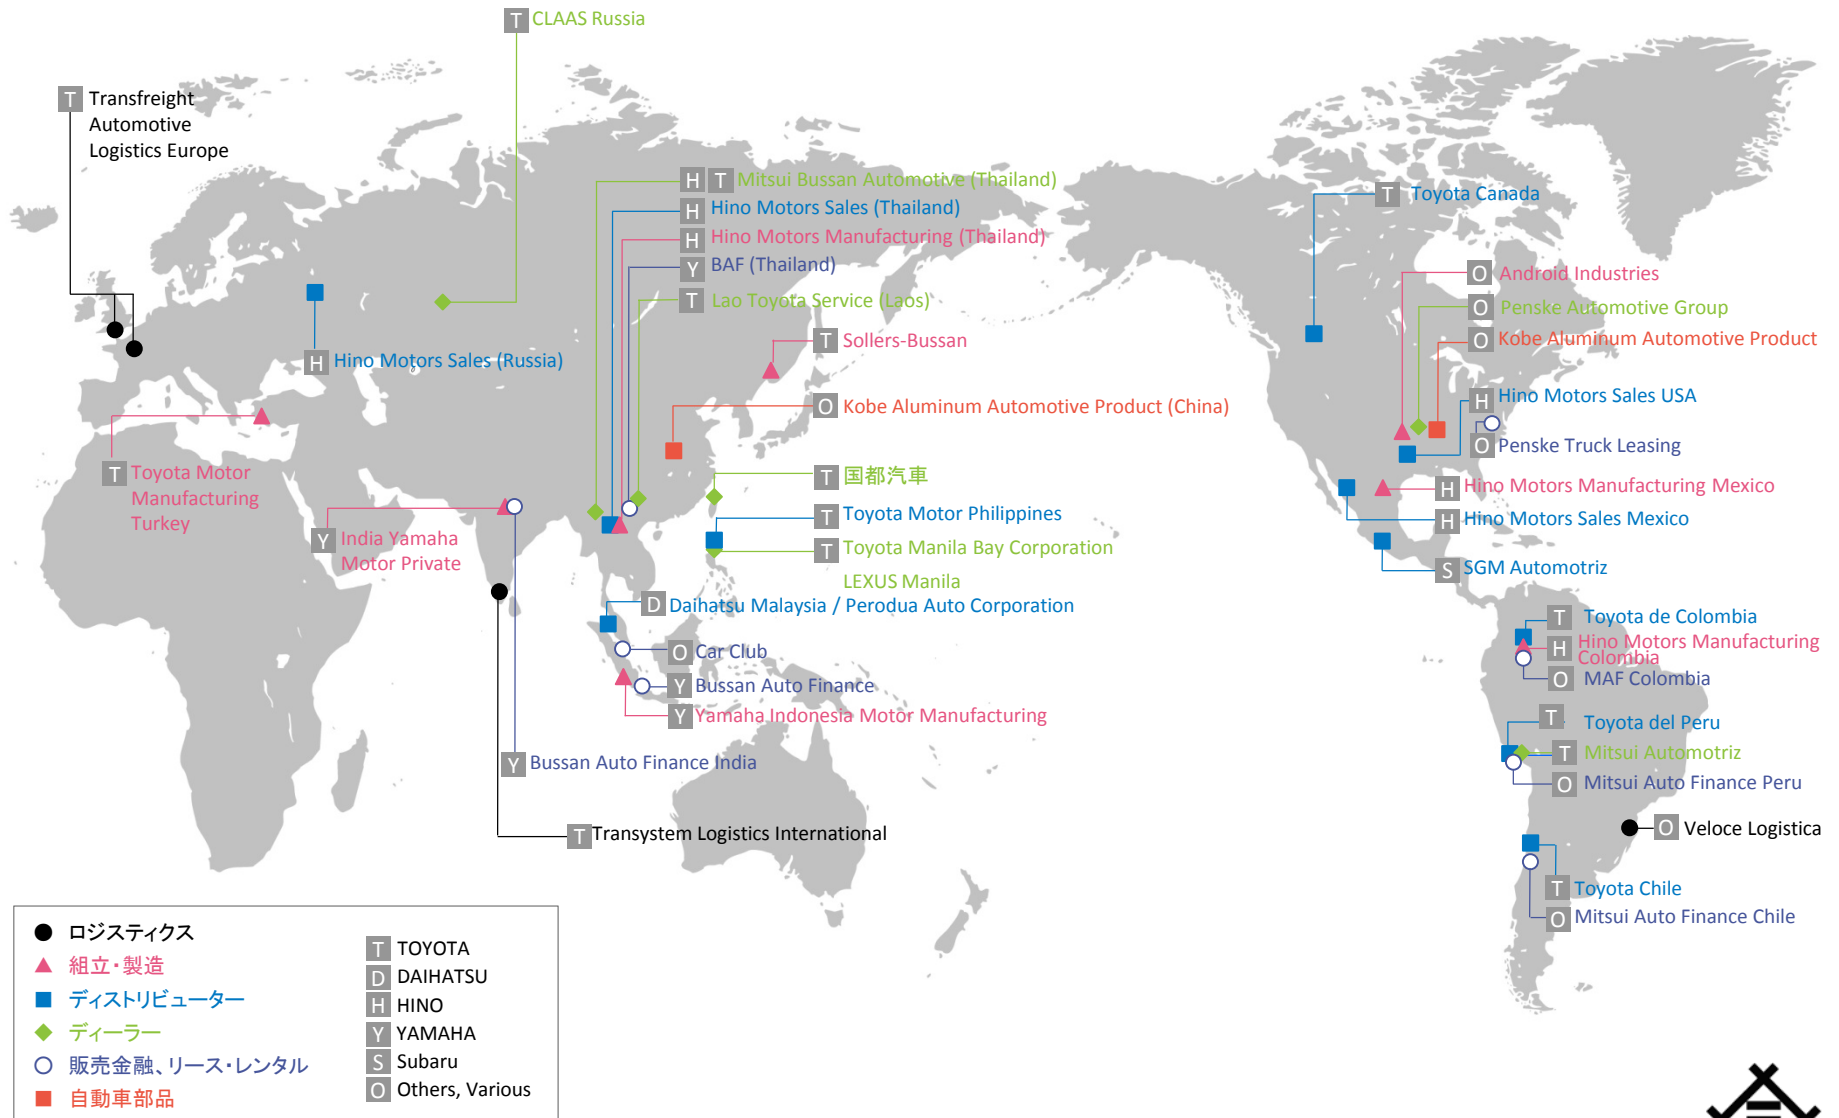 T CLAAS Russia
T Transfreight
Automotive
Logistics Europe
H T Mitsui Bussan Automotive (Thailand)
H Hino Motors Sales (Thailand)
H Hino Motors Manufacturing (Thailand)
Y BAF (Thailand)
T Lao Toyota Service (Laos)
T Sollers-Bussan
H Hino Motors Sales (Russia)
O Kobe Aluminum Automotive Product (China)
T Toyota Motor
Manufacturing
Turkey
T 国都汽車
Y India Yamaha
Motor Private
T Toyota Motor Philippines
T Toyota Manila Bay Corporation
LEXUS Manila
D Daihatsu Malaysia / Perodua Auto Corporation
O Car Club
Y Bussan Auto Finance
Y Yamaha Indonesia Motor Manufacturing
Y Bussan Auto Finance India
T Transystem Logistics International
T Toyota Canada
O Android Industries
O Penske Automotive Group
O Kobe Aluminum Automotive Product
H Hino Motors Sales USA
O Penske Truck Leasing
H Hino Motors Manufacturing Mexico
H Hino Motors Sales Mexico
S SGM Automotriz
T Toyota de Colombia
H Hino Motors Manufacturing
Colombia
O MAF Colombia
T Toyota del Peru
T Mitsui Automotriz
O Mitsui Auto Finance Peru
O Veloce Logistica
T Toyota Chile
O Mitsui Auto Finance Chile
ロジスティクス
組立・製造
ディストリビューター
ディーラー
販売金融、リース・レンタル
自動車部品
T TOYOTA
D DAIHATSU
H HINO
Y YAMAHA
S Subaru
O Others, Various